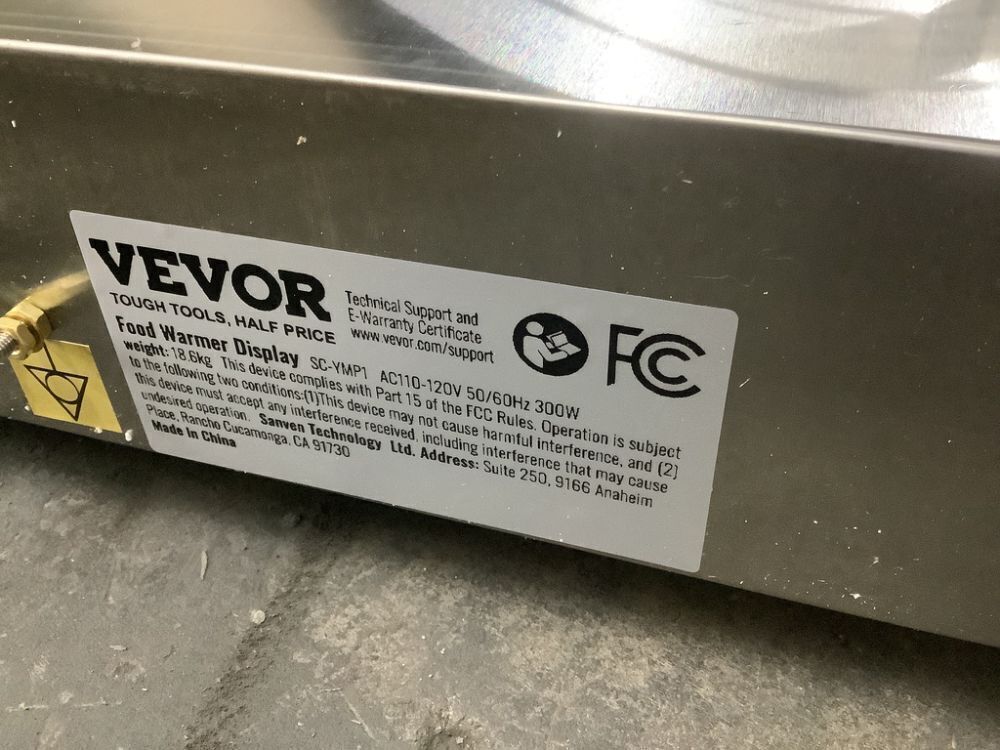 VEVOR
TOUGH TOOLS, HALF PRICE
Technical Support and
E-Warranty Certificate
www.vevor.com/support
FCC
Food Warmer Display SC-YMP1 AC110-120V 50/60Hz 300W
weight: 18.6kg This device complies with Part 15 of the FCC Rules. Operation is subject
to the following two conditions:(1)This device may not cause harmful interference, and (2)
this device must accept any interference received, including interference that may cause
undesired operation. Sanven Technology Ltd. Address: Suite 250, 9166 Anaheim
Place, Rancho Cucamonga, CA 91730
Made In China